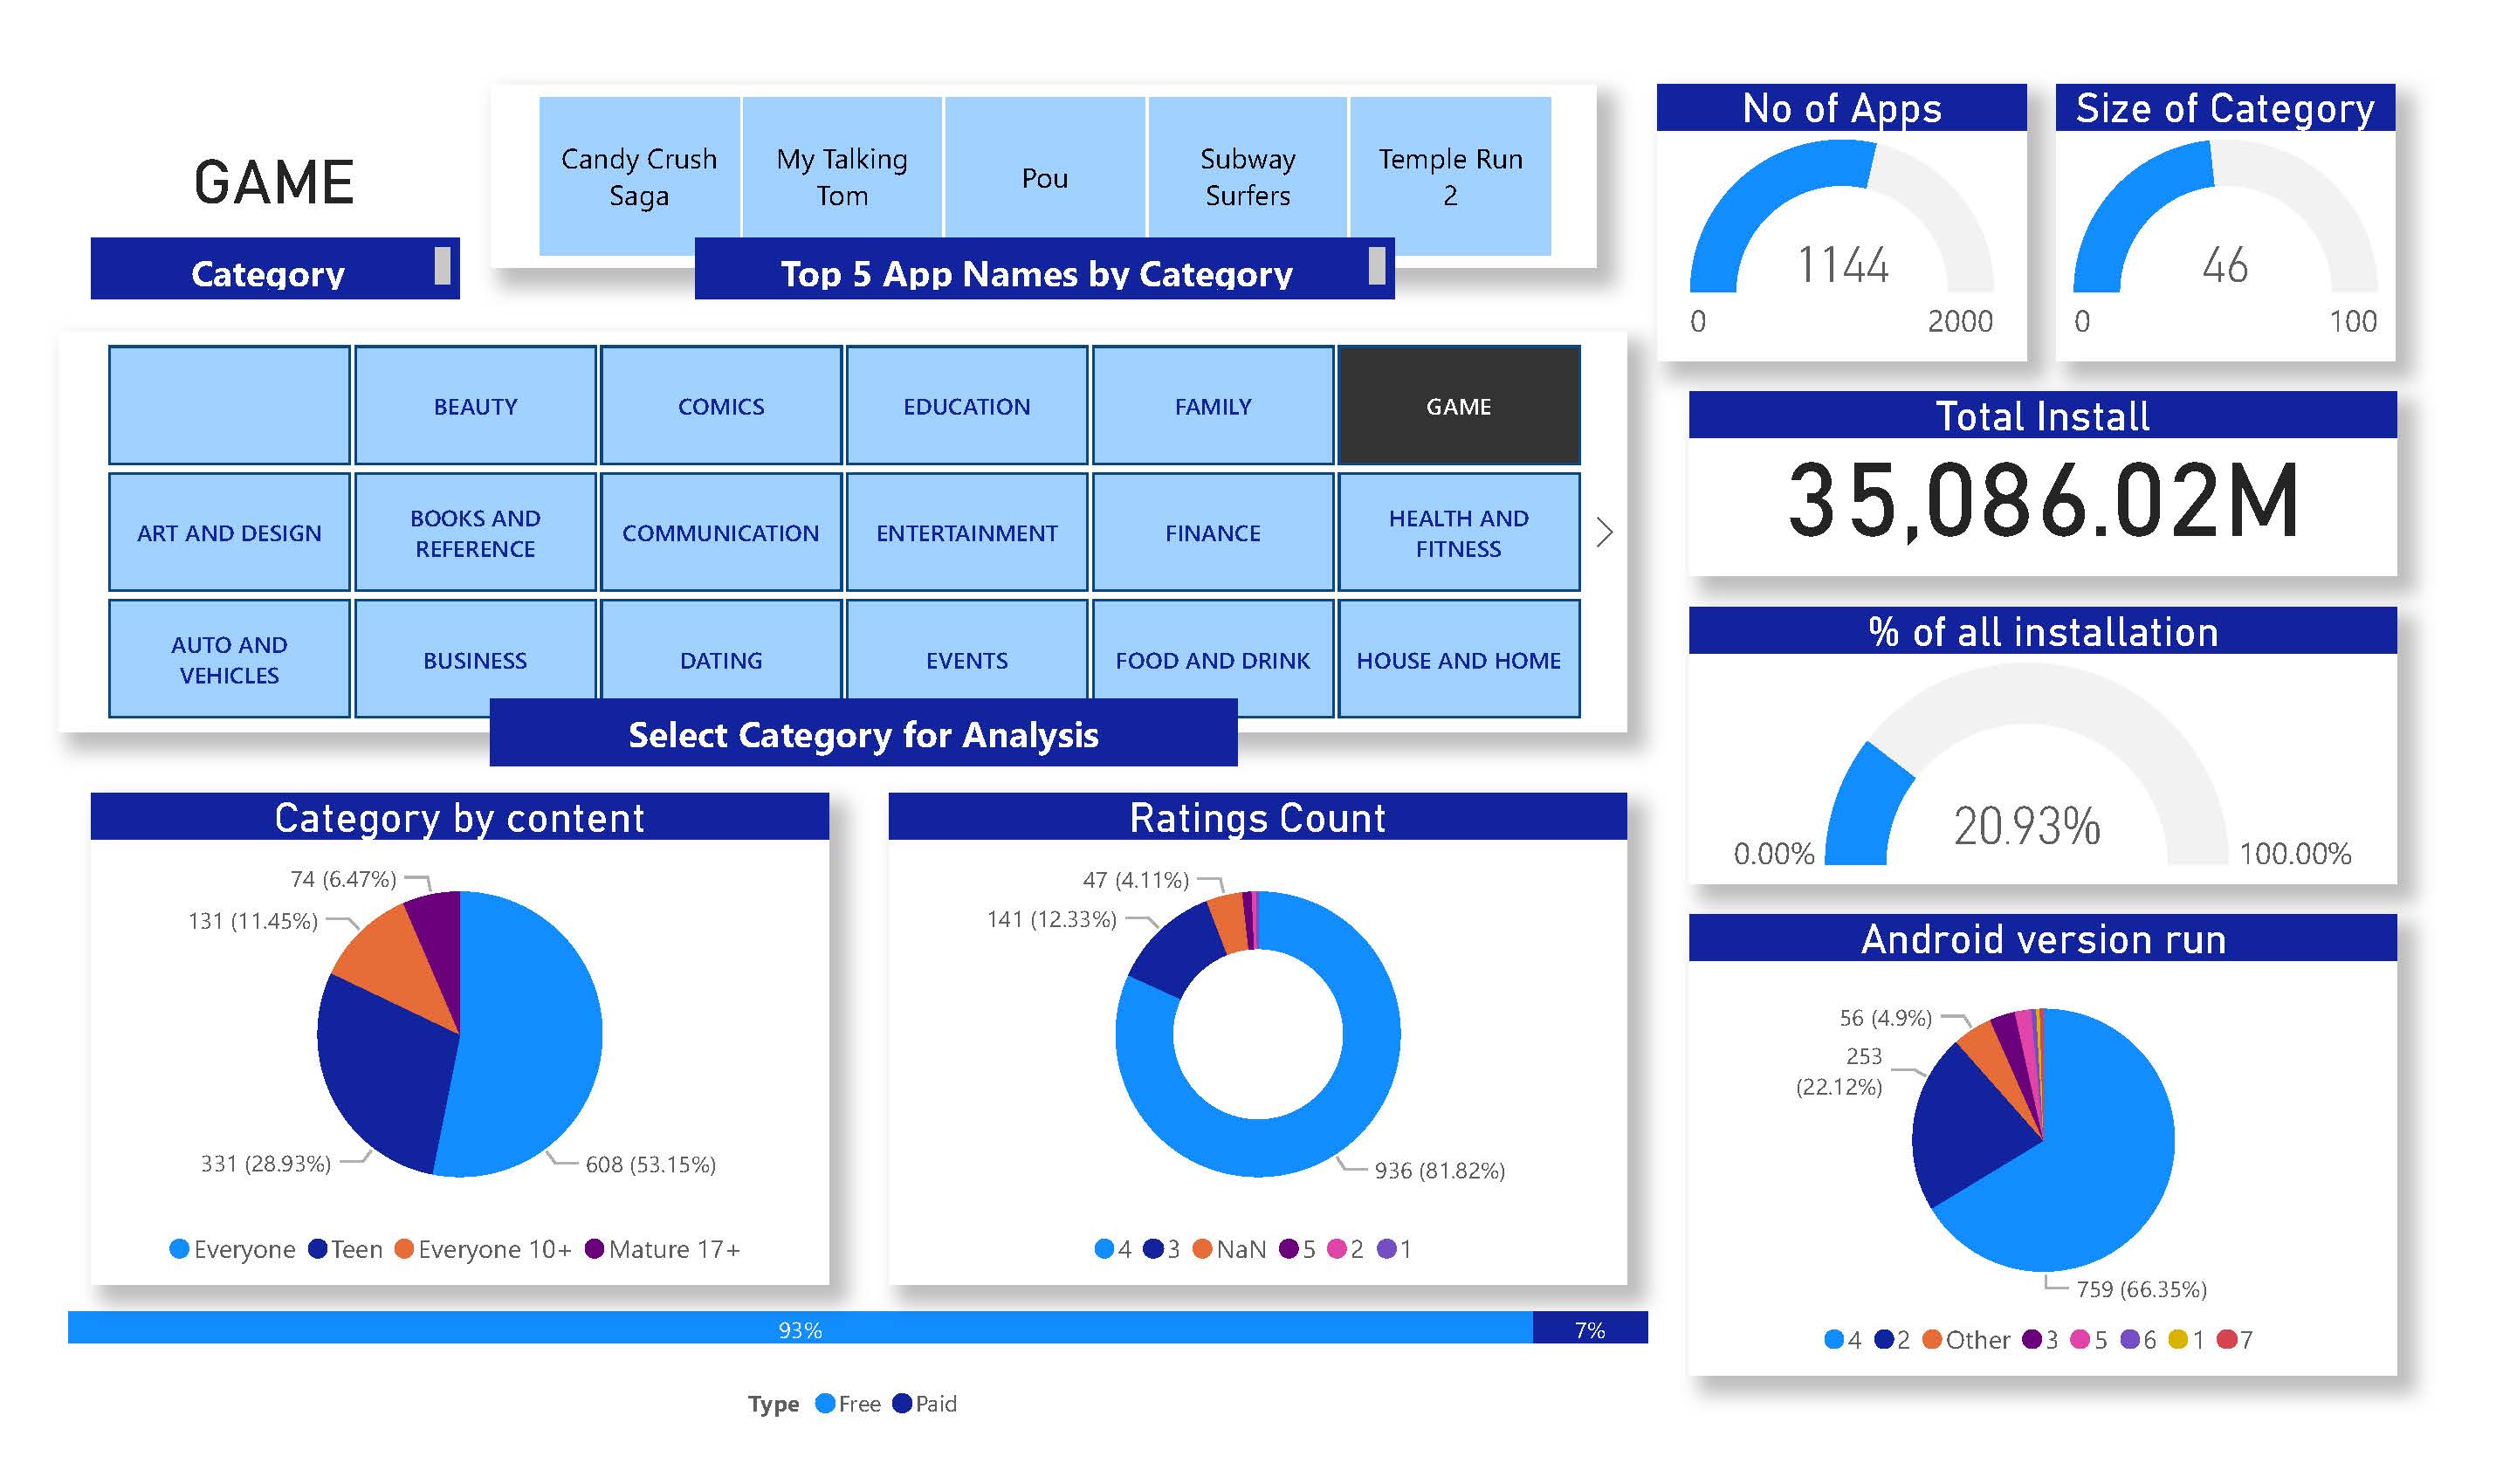 GAME
Category
Candy Crush
Saga
My Talking
Tom
Pou
Subway
Surfers
Temple Run
2
Top 5 App Names by Category
No of Apps
1144
0
2000
Size of Category
46
0
100
BEAUTY
COMICS
EDUCATION
FAMILY
GAME
ART AND DESIGN
BOOKS AND
REFERENCE
COMMUNICATION
ENTERTAINMENT
FINANCE
HEALTH AND
FITNESS
AUTO AND
VEHICLES
BUSINESS
DATING
EVENTS
FOOD AND DRINK
HOUSE AND HOME
Select Category for Analysis
Total Install
35,086.02M
% of all installation
20.93%
0.00%
100.00%
Category by content
74 (6.47%)
131 (11.45%)
331 (28.93%)
608 (53.15%)
Everyone Teen Everyone 10+ Mature 17+
Ratings Count
47 (4.11%)
141 (12.33%)
936 (81.82%)
4 3 NaN 5 2 1
Android version run
56 (4.9%)
253
(22.12%)
759 (66.35%)
4 2 Other 3 5 6 1 7
93%
7%
Type Free Paid